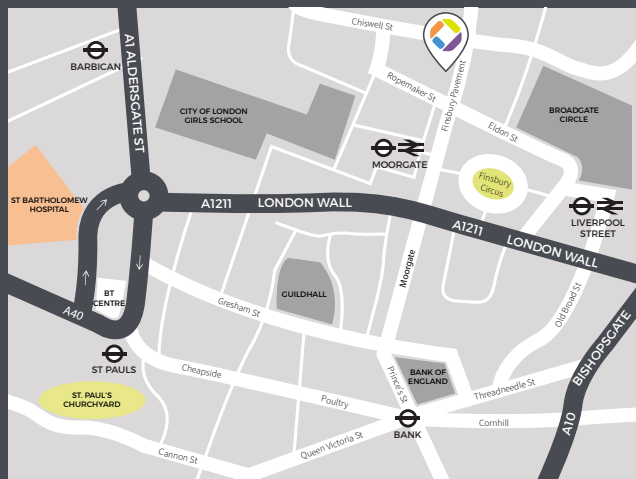 Chiswell St
A1 ALDERSGATE ST
BARBICAN
Ropemaker St
Finsbury Pavement
CITY OF LONDON
GIRLS SCHOOL
BROADGATE
CIRCLE
Eldon St
MOORGATE
Finsbury
Circus
ST BARTHOLOMEW
HOSPITAL
A1211 LONDON WALL
LIVERPOOL
STREET
A1211 LONDON WALL
Moorgate
BT
CENTRE
GUILDHALL
A40
Gresham St
Old Broad St
BISHOPSGATE
ST PAULS
Cheapside
Prince's St
BANK OF
ENGLAND
Threadneedle St
ST. PAUL'S
CHURCHYARD
Poultry
A10
Cornhill
BANK
Queen Victoria St
Cannon St